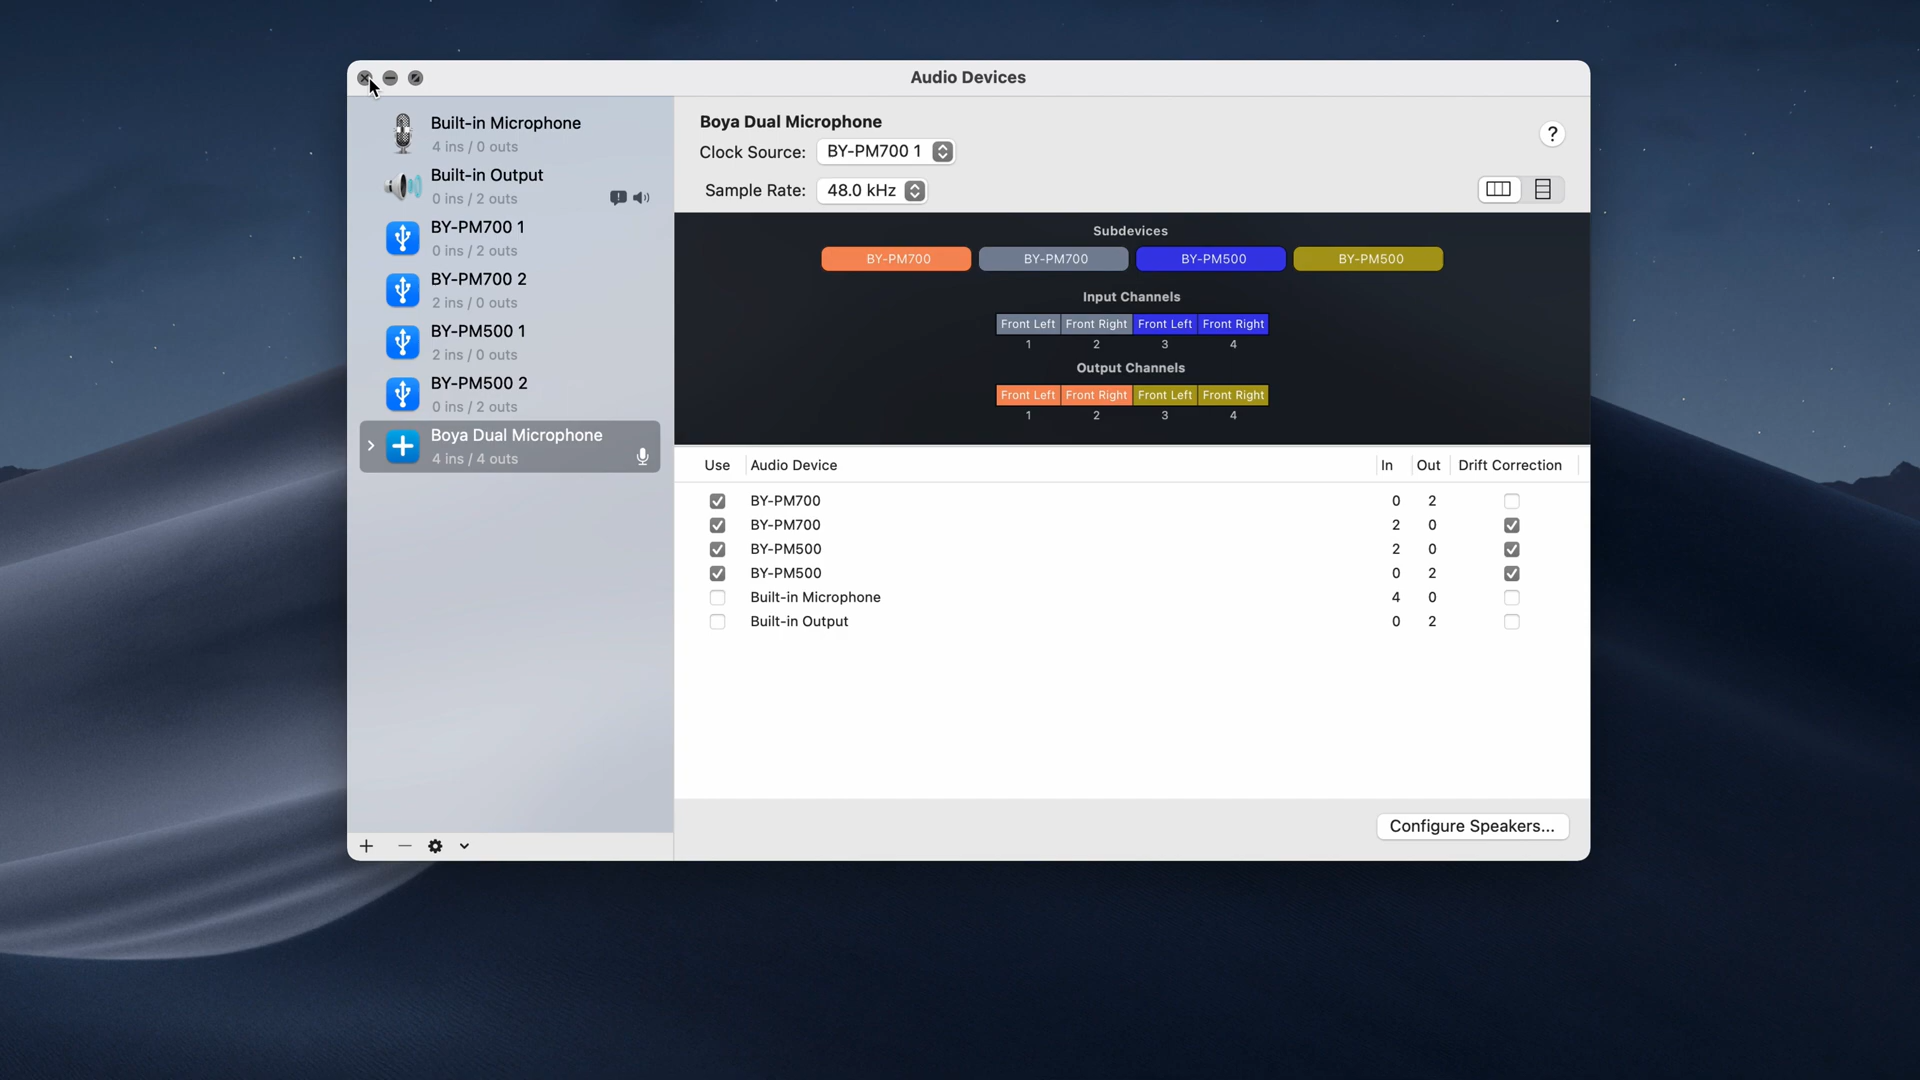 Audio Devices
Built-in Microphone
4 ins / 0 outs
Built-in Output
0 ins / 2 outs
BY-PM700 1
0 ins / 2 outs
BY-PM700 2
2 ins / 0 outs
BY-PM500 1
2 ins / 0 outs
BY-PM500 2
0 ins / 2 outs
Boya Dual Microphone
4 ins / 4 outs
Boya Dual Microphone
?
Clock Source: BY-PM700 1
Sample Rate: 48.0 kHz
Subdevices
BY-PM700 BY-PM700 BY-PM500 BY-PM500
Input Channels
Front Left Front Right Front Left Front Right
1 2 3 4
Output Channels
Front Left Front Right Front Left Front Right
1 2 3 4
Use Audio Device In Out Drift Correction
BY-PM700 0 2
BY-PM700 2 0
BY-PM500 2 0
BY-PM500 0 2
Built-in Microphone 4 0
Built-in Output 0 2
Configure Speakers...